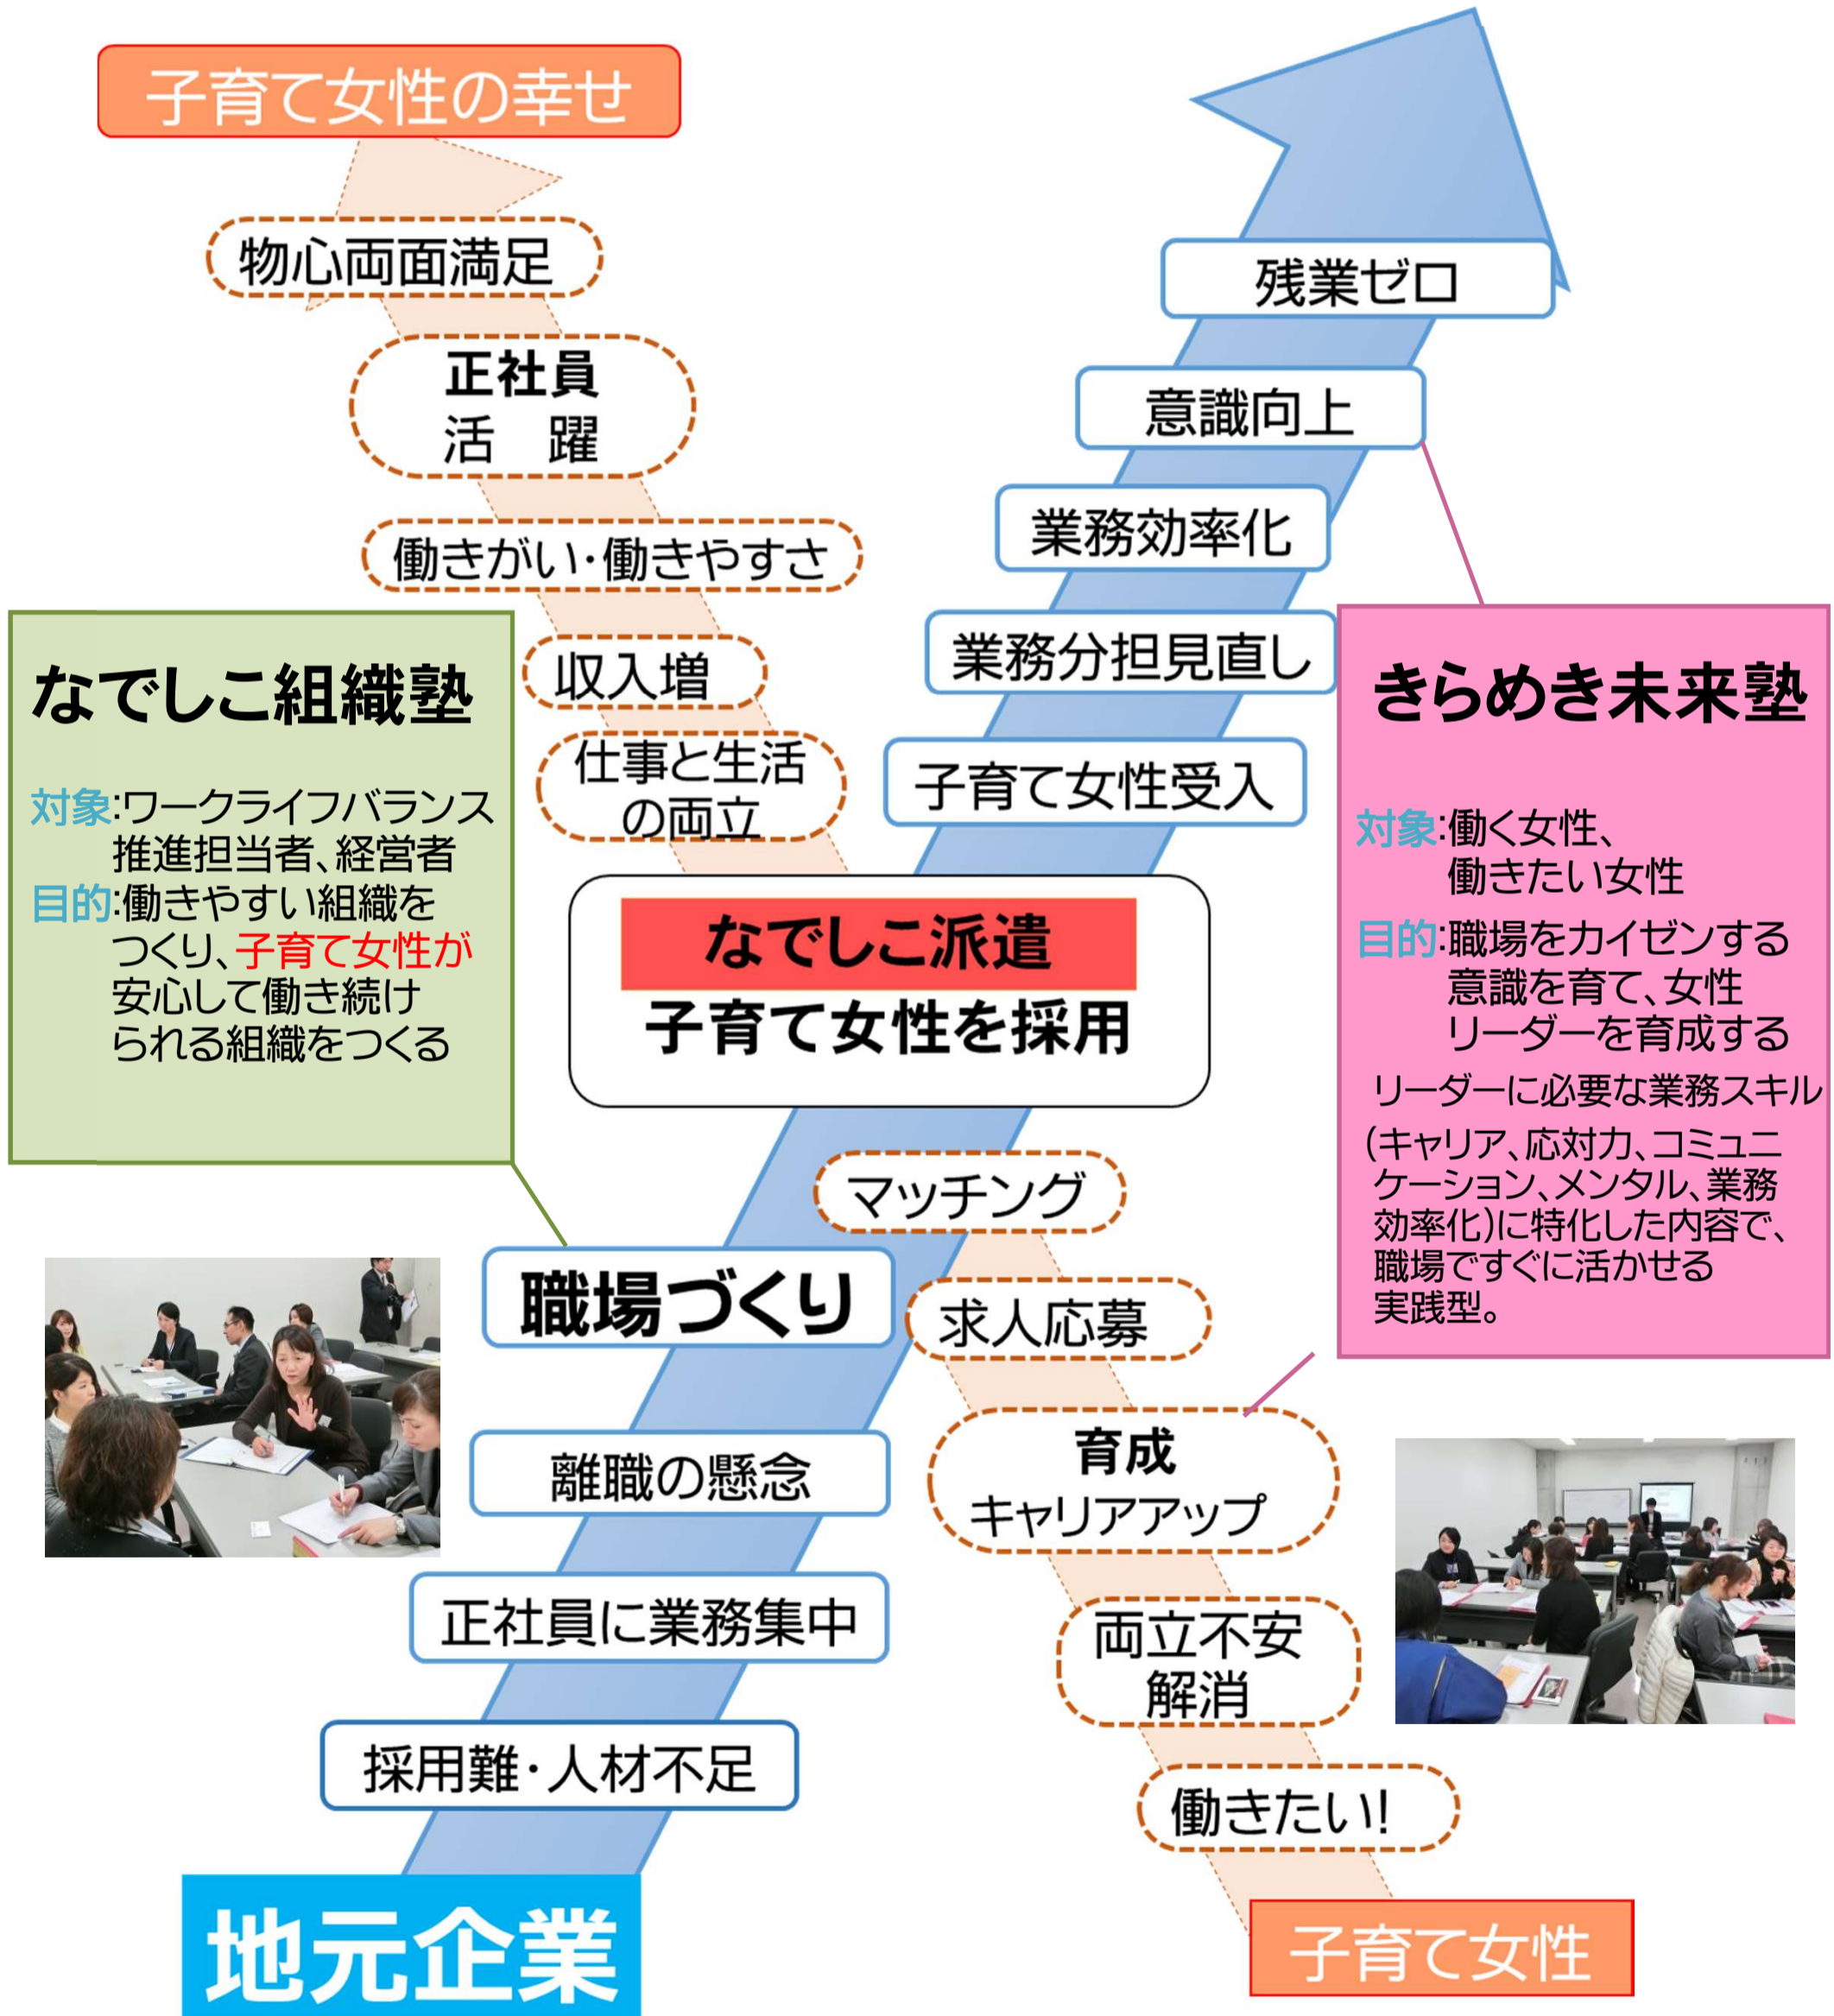 子育て女性の幸せ
物心両面満足
正社員
活　躍
働きがい・働きやすさ
収入増
仕事と生活
の両立
残業ゼロ
意識向上
業務効率化
業務分担見直し
子育て女性受入
なでしこ組織塾
対象:ワークライフバランス
推進担当者、経営者
目的:働きやすい組織を
つくり、子育て女性が
安心して働き続け
られる組織をつくる
きらめき未来塾
対象:働く女性、
働きたい女性
目的:職場をカイゼンする
意識を育て、女性
リーダーを育成する
リーダーに必要な業務スキル
(キャリア、応対力、コミュニ
ケーション、メンタル、業務
効率化)に特化した内容で、
職場ですぐに活かせる
実践型。
なでしこ派遣
子育て女性を採用
マッチング
職場づくり
求人応募
離職の懸念
育成
キャリアアップ
正社員に業務集中
両立不安
解消
採用難・人材不足
働きたい!
地元企業
子育て女性